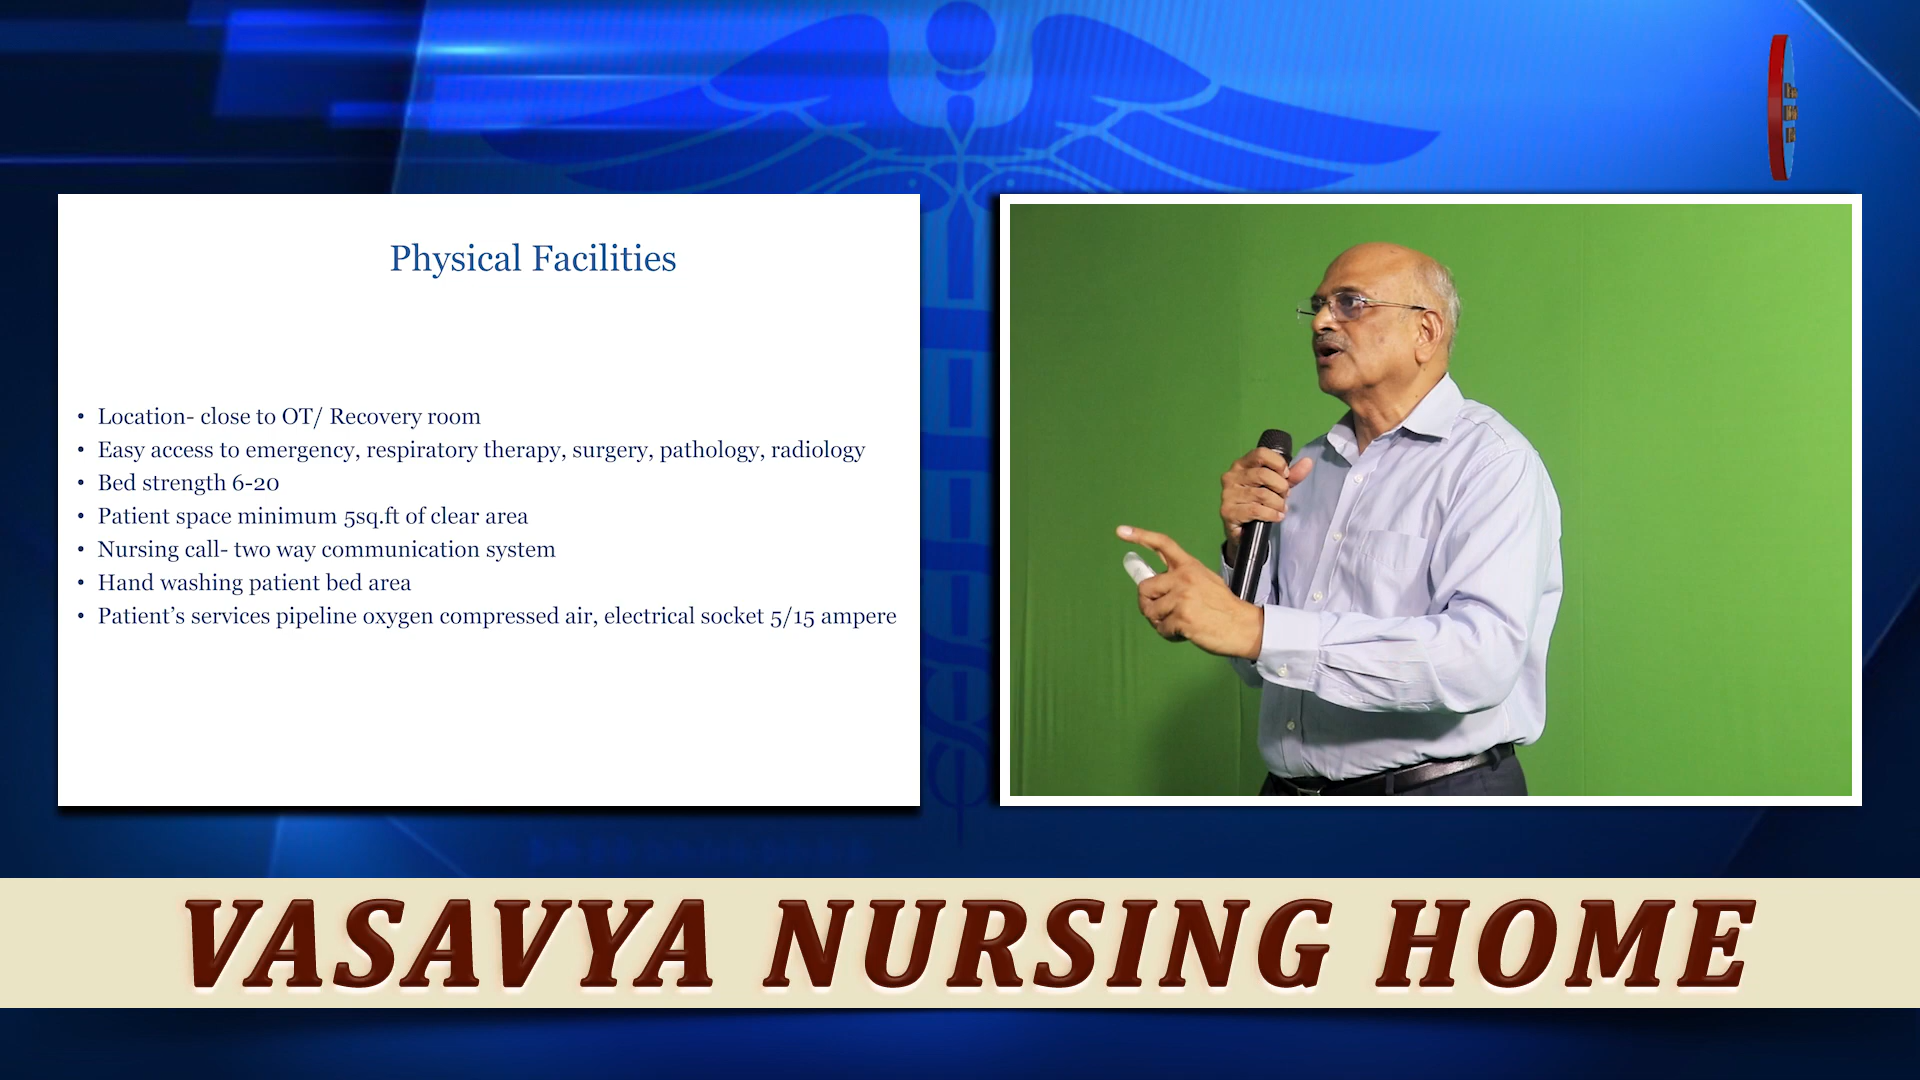 Physical Facilities
• Location- close to OT/ Recovery room
• Easy access to emergency, respiratory therapy, surgery, pathology, radiology
• Bed strength 6-20
• Patient space minimum 5sq.ft of clear area
• Nursing call- two way communication system
• Hand washing patient bed area
• Patient’s services pipeline oxygen compressed air, electrical socket 5/15 ampere
VASAVYA NURSING HOME